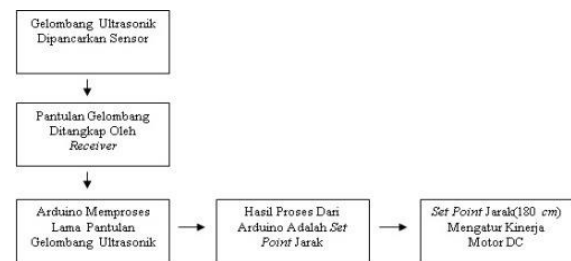 Gelombang Ultrasonik
Dipancarkan Sensor
Pantulan Gelombang
Ditangkap Oleh
Receiver
Arduino Memproses
Lama Pantulan
Gelombang Ultrasonik
Hasil Proses Dari
Arduino Adalah Set
Point Jarak
Set Point Jarak(180 cm)
Mengatur Kinerja
Motor DC